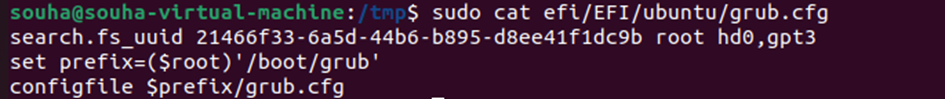 souha@souha-virtual-machine:/tmp$ sudo cat efi/EFI/ubuntu/grub.cfg
search.fs_uuid 21466f33-6a5d-44b6-b895-d8ee41f1dc9b root hd0,gpt3
set prefix=($root)'/boot/grub'
configfile $prefix/grub.cfg